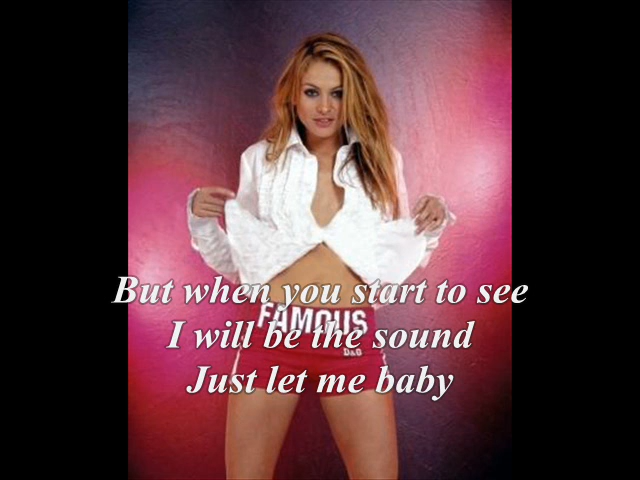 But when you start to see
FAMOUS
I will be the sound
D&G
Just let me baby